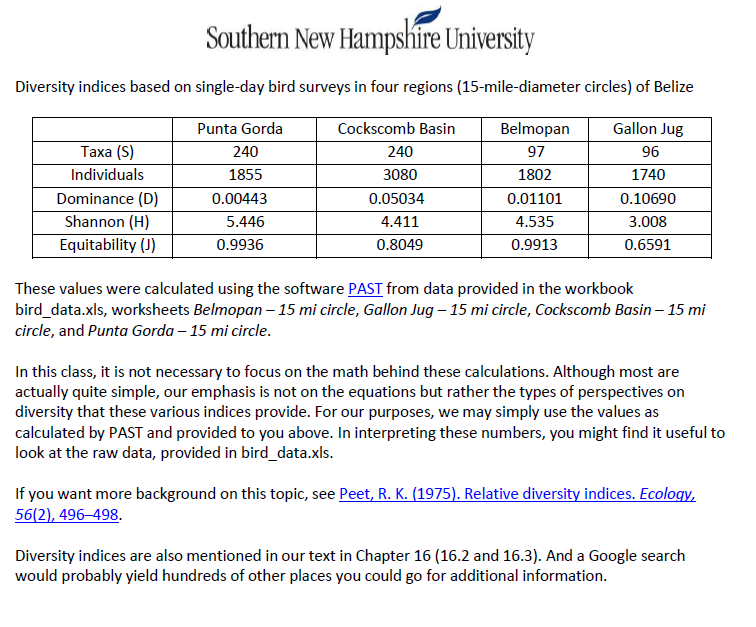 Southern New Hampshire University
Diversity indices based on single-day bird surveys in four regions (15-mile-diameter circles) of Belize
Punta Gorda Cockscomb Basin Belmopan Gallon Jug
Taxa (S) 240 240 97 96
Individuals 1855 3080 1802 1740
Dominance (D) 0.00443 0.05034 0.01101 0.10690
Shannon (H) 5.446 4.411 4.535 3.008
Equitability (J) 0.9936 0.8049 0.9913 0.6591
These values were calculated using the software PAST from data provided in the workbook
bird_data.xls, worksheets Belmopan – 15 mi circle, Gallon Jug – 15 mi circle, Cockscomb Basin – 15 mi
circle, and Punta Gorda – 15 mi circle.
In this class, it is not necessary to focus on the math behind these calculations. Although most are
actually quite simple, our emphasis is not on the equations but rather the types of perspectives on
diversity that these various indices provide. For our purposes, we may simply use the values as
calculated by PAST and provided to you above. In interpreting these numbers, you might find it useful to
look at the raw data, provided in bird_data.xls.
If you want more background on this topic, see Peet, R. K. (1975). Relative diversity indices. Ecology,
56(2), 496–498.
Diversity indices are also mentioned in our text in Chapter 16 (16.2 and 16.3). And a Google search
would probably yield hundreds of other places you could go for additional information.